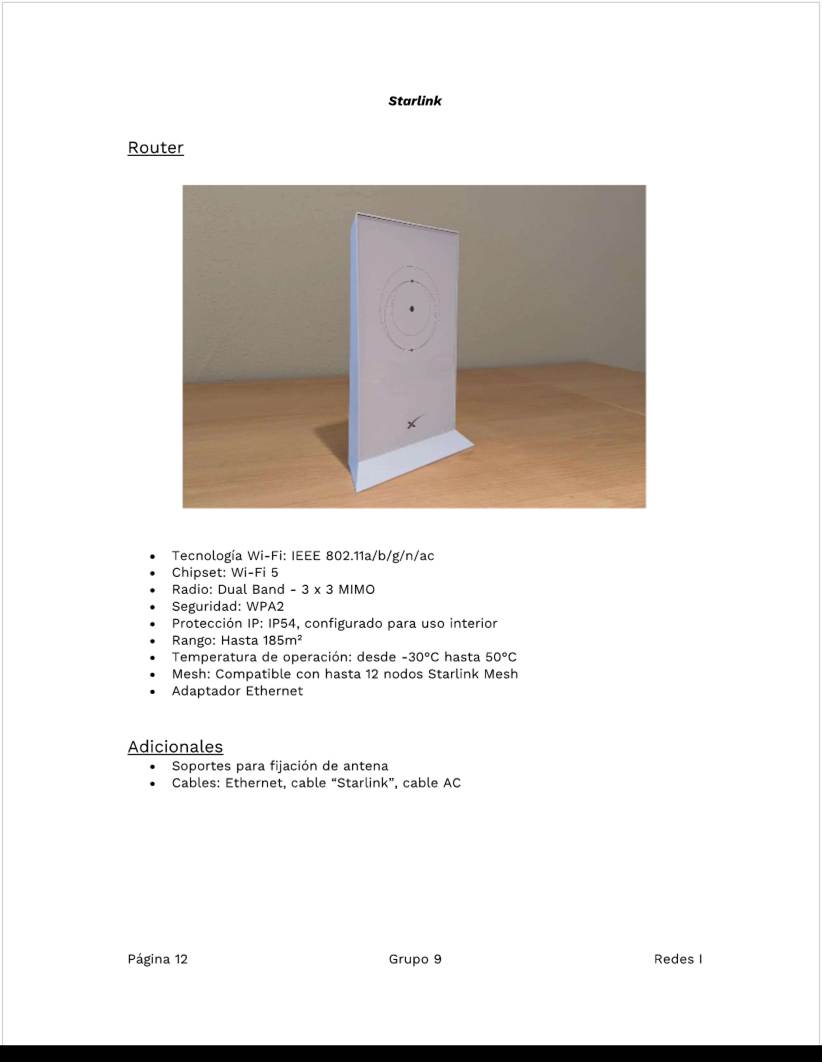 Starlink
Router
• Tecnología Wi-Fi: IEEE 802.11a/b/g/n/ac
• Chipset: Wi-Fi 5
• Radio: Dual Band - 3 x 3 MIMO
• Seguridad: WPA2
• Protección IP: IP54, configurado para uso interior
• Rango: Hasta 185m²
• Temperatura de operación: desde -30°C hasta 50°C
• Mesh: Compatible con hasta 12 nodos Starlink Mesh
• Adaptador Ethernet
Adicionales
• Soportes para fijación de antena
• Cables: Ethernet, cable “Starlink”, cable AC
Página 12 Grupo 9 Redes I